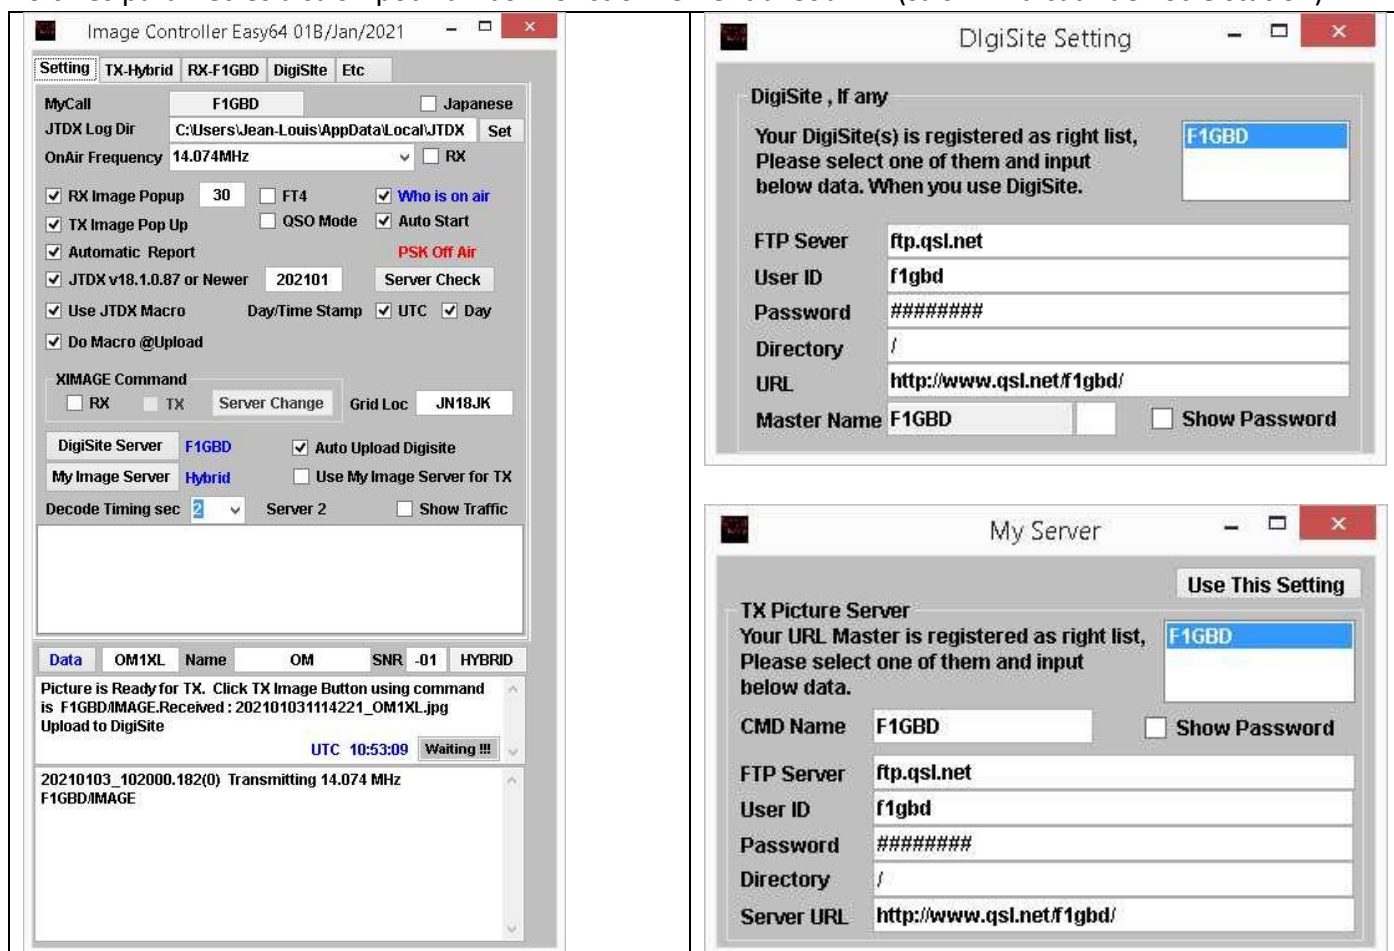 Image Controller Easy64 01B/Jan/2021
Setting TX-Hybrid RX-F1GBD DigiSIte Etc
MyCall F1GBD Japanese
JTDX Log Dir C:\Users\Jean-Louis\AppData\Local\JTDX Set
OnAir Frequency 14.074MHz RX
RX Image Popup 30 FT4 Who is on air
TX Image Pop Up QSO Mode Auto Start
Automatic Report PSK Off Air
JTDX v18.1.0.87 or Newer 202101 Server Check
Use JTDX Macro Day/Time Stamp UTC Day
Do Macro @Upload
XIMAGE Command
RX TX Server Change Grid Loc JN18JK
DigiSite Server F1GBD Auto Upload Digisite
My Image Server Hybrid Use My Image Server for TX
Decode Timing sec 2 Server 2 Show Traffic
Data OM1XL Name OM SNR -01 HYBRID
Picture is Ready for TX. Click TX Image Button using command
is F1GBD/IMAGE.Received : 202101031114221_OM1XL.jpg
Upload to DigiSite
UTC 10:53:09 Waiting !!!
20210103_102000.182(0) Transmitting 14.074 MHz
F1GBD/IMAGE
DIgiSite Setting
DigiSite , If any
Your DigiSite(s) is registered as right list,
Please select one of them and input
below data. When you use DigiSite.
F1GBD
FTP Sever ftp.qsl.net
User ID f1gbd
Password ########
Directory /
URL http://www.qsl.net/f1gbd/
Master Name F1GBD Show Password
My Server
Use This Setting
TX Picture Server
Your URL Master is registered as right list,
Please select one of them and input
below data.
F1GBD
CMD Name F1GBD Show Password
FTP Server ftp.qsl.net
User ID f1gbd
Password ########
Directory /
Server URL http://www.qsl.net/f1gbd/